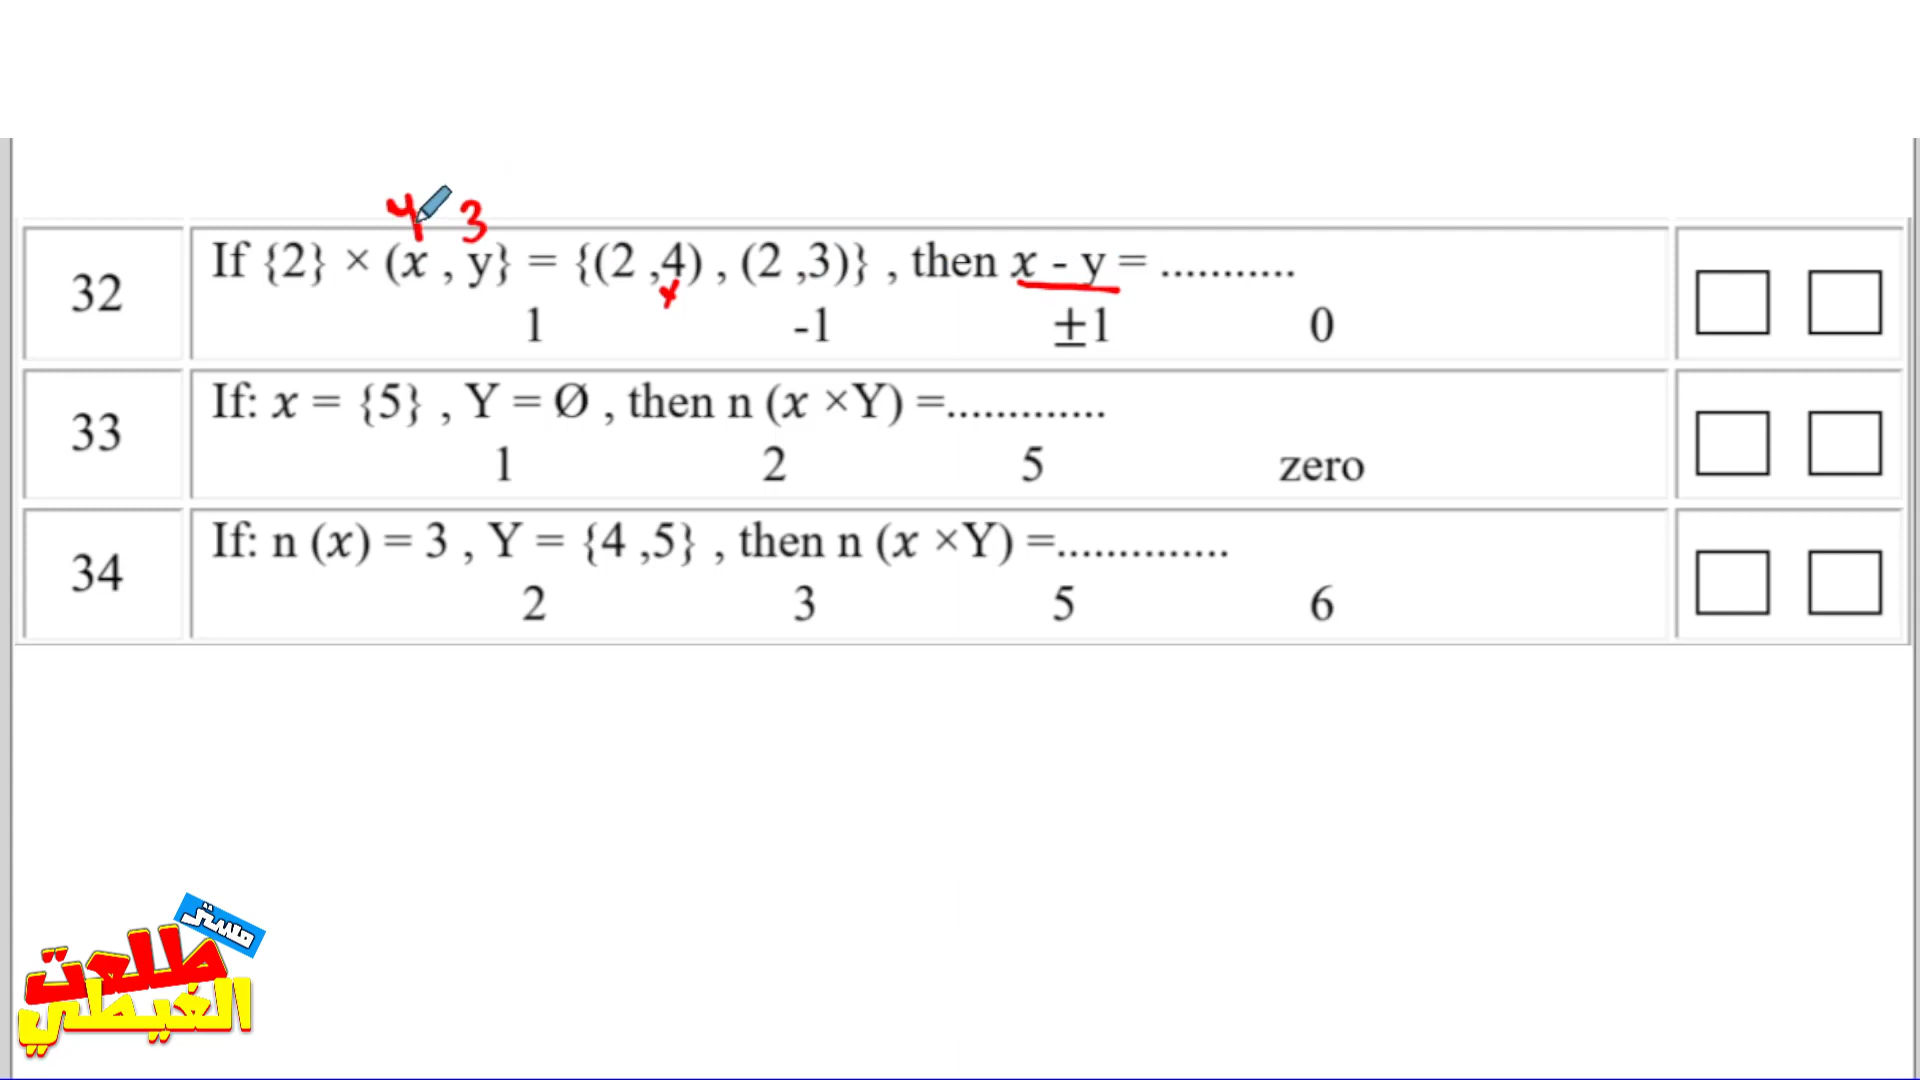 4 3
32 If {2} × (x , y} = {(2 ,4) , (2 ,3)} , then x - y = ...........
1 -1 ±1 0
33 If: x = {5} , Y = Ø , then n (x ×Y) =.............
1 2 5 zero
34 If: n (x) = 3 , Y = {4 ,5} , then n (x ×Y) =..............
2 3 5 6
مستر
طلعت
الغيطي